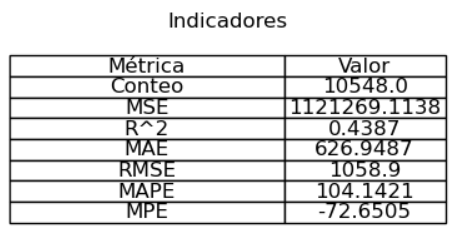 Indicadores
Métrica Valor
Conteo 10548.0
MSE 1121269.1138
R^2 0.4387
MAE 626.9487
RMSE 1058.9
MAPE 104.1421
MPE -72.6505